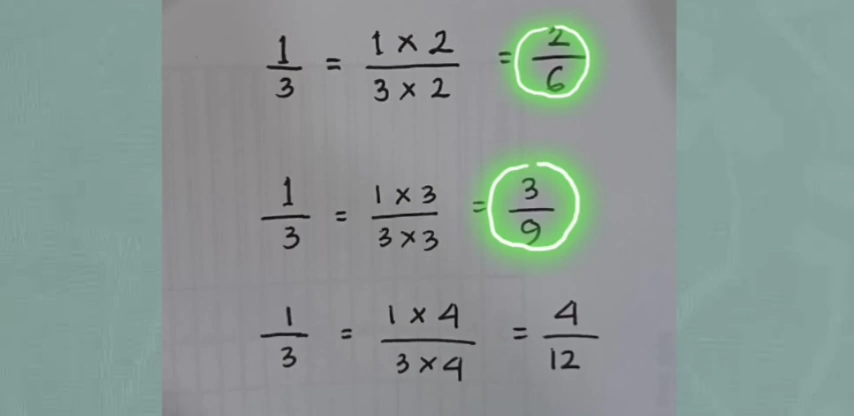 1/3 = 1 × 2 / 3 × 2 = 2/6
1/3 = 1 × 3 / 3 × 3 = 3/9
1/3 = 1 × 4 / 3 × 4 = 4/12